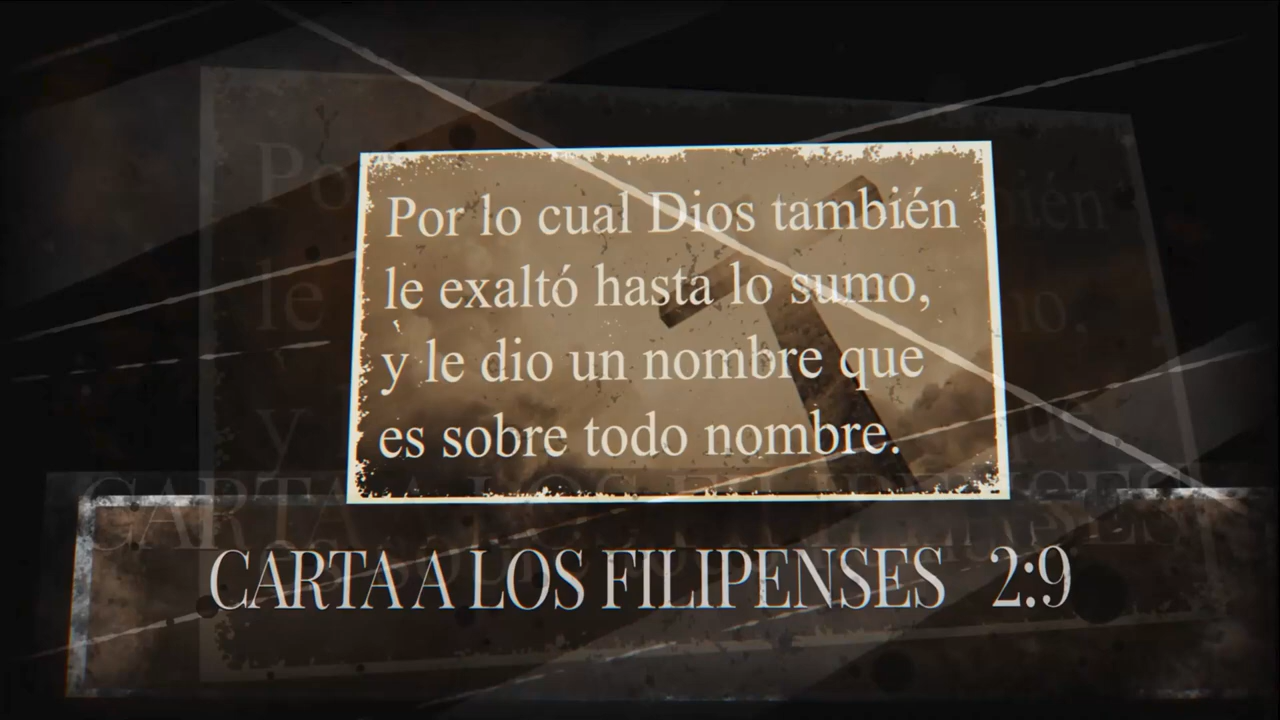 Por lo cual Dios también
le exaltó hasta lo sumo,
y le dio un nombre que
es sobre todo nombre.
CARTA A LOS FILIPENSES 2:9